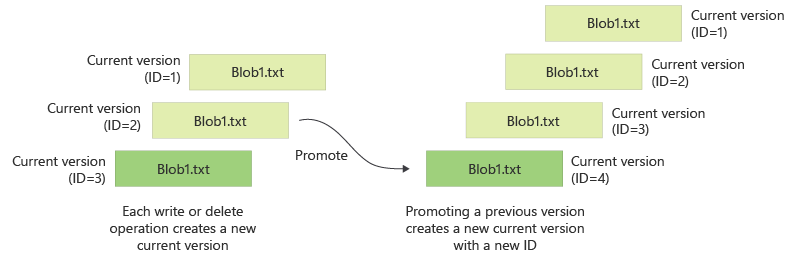 Current version
(ID=1)
Blob1.txt
Current version
(ID=2)
Blob1.txt
Current version
(ID=3)
Blob1.txt
Each write or delete
operation creates a new
current version
Promote
Blob1.txt
Current version
(ID=1)
Blob1.txt
Current version
(ID=2)
Blob1.txt
Current version
(ID=3)
Blob1.txt
Current version
(ID=4)
Promoting a previous version
creates a new current version
with a new ID